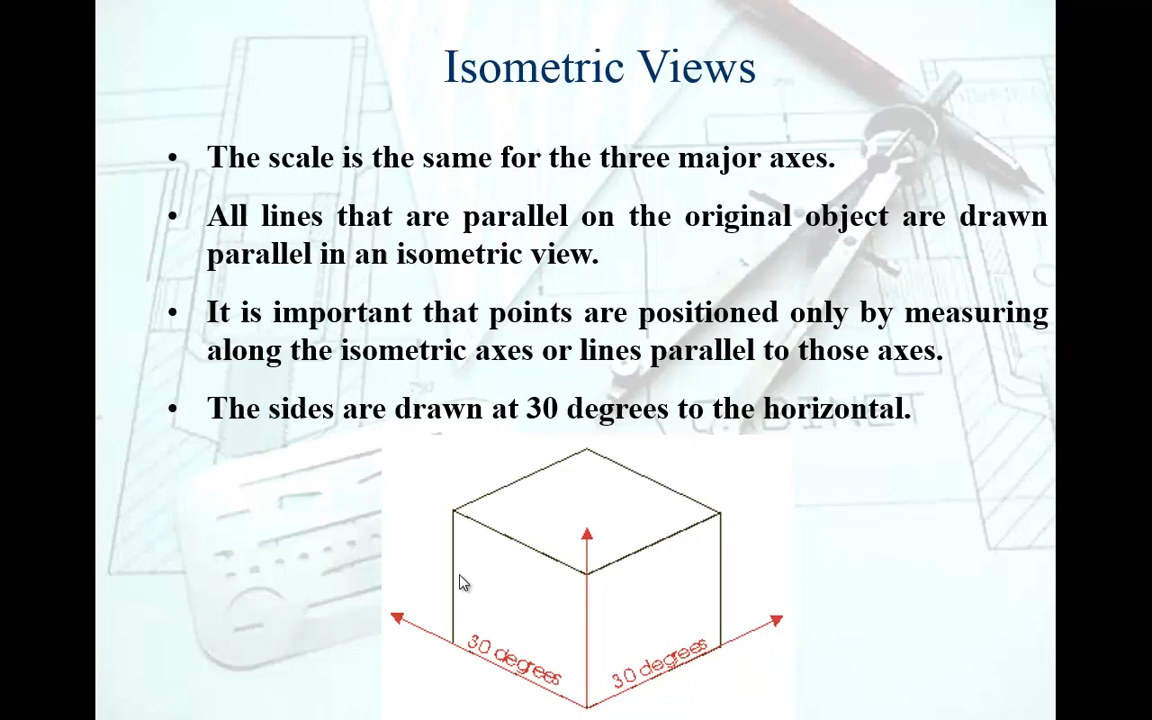 Isometric Views
• The scale is the same for the three major axes.
• All lines that are parallel on the original object are drawn
parallel in an isometric view.
• It is important that points are positioned only by measuring
along the isometric axes or lines parallel to those axes.
• The sides are drawn at 30 degrees to the horizontal.
30 degrees
30 degrees